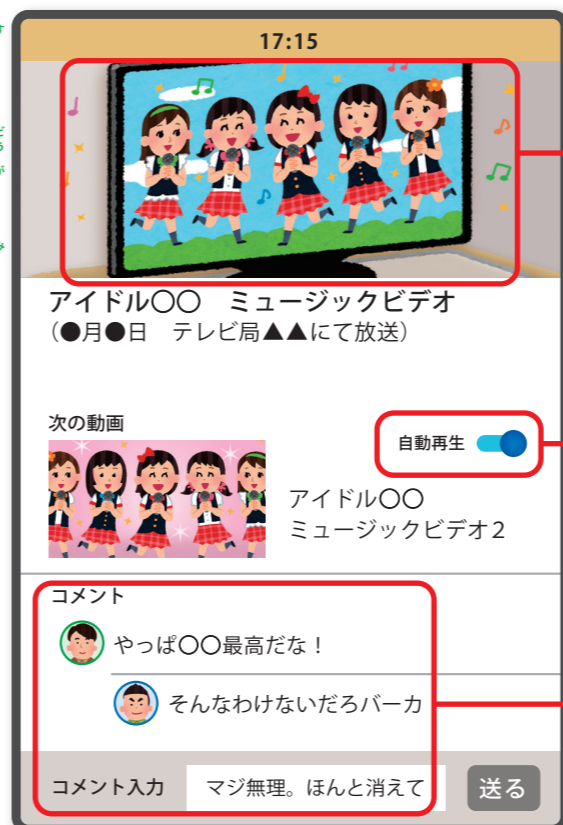 17:15
アイドル〇〇　ミュージックビデオ
（●月●日　テレビ局▲▲にて放送）
次の動画
自動再生
アイドル〇〇
ミュージックビデオ2
コメント
やっぱ〇〇最高だな！
そんなわけないだろバーカ
コメント入力
マジ無理。ほんと消えて
送る